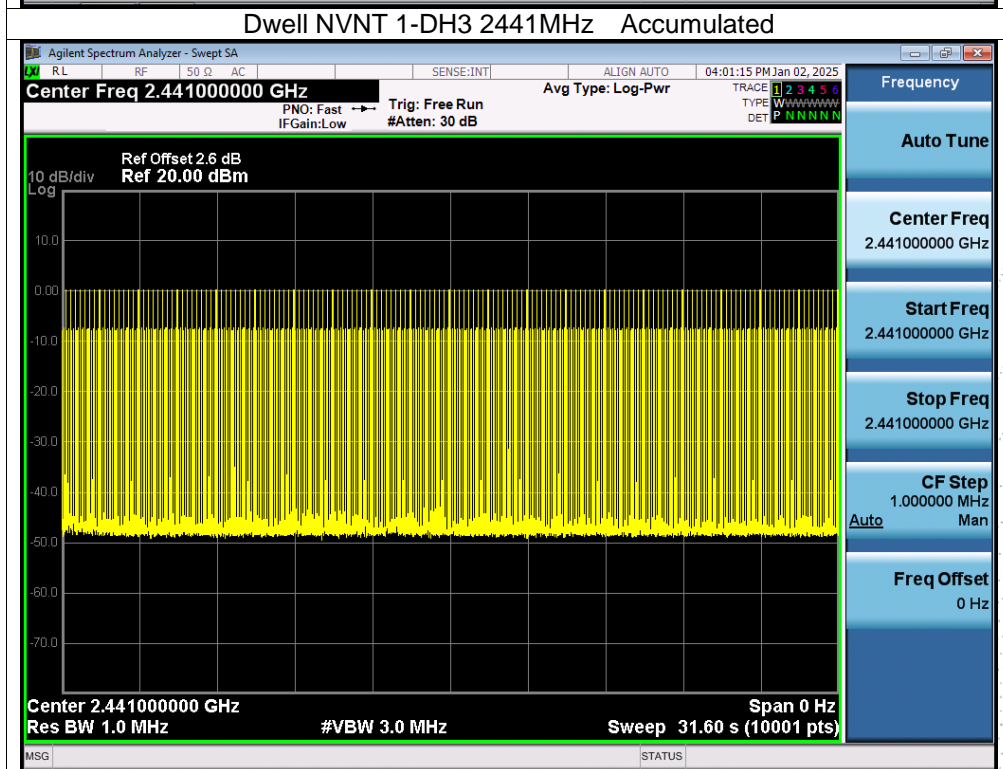 Dwell NVNT 1-DH3 2441MHz Accumulated
Agilent Spectrum Analyzer - Swept SA
LXI RL RF 50 Ω AC SENSE:INT ALIGN AUTO 04:01:15 PM Jan 02, 2025
Center Freq 2.441000000 GHz
PNO: Fast
IFGain:Low
Trig: Free Run
#Atten: 30 dB
Avg Type: Log-Pwr
TRACE 1 2 3 4 5 6
TYPE WWWWWWW
DET P N N N N N
Ref Offset 2.6 dB
10 dB/div Ref 20.00 dBm
Log
10.0
0.00
-10.0
-20.0
-30.0
-40.0
-50.0
-60.0
-70.0
Center 2.441000000 GHz Span 0 Hz
Res BW 1.0 MHz #VBW 3.0 MHz Sweep 31.60 s (10001 pts)
MSG STATUS
Frequency
Auto Tune
Center Freq
2.441000000 GHz
Start Freq
2.441000000 GHz
Stop Freq
2.441000000 GHz
CF Step
1.000000 MHz
Auto Man
Freq Offset
0 Hz